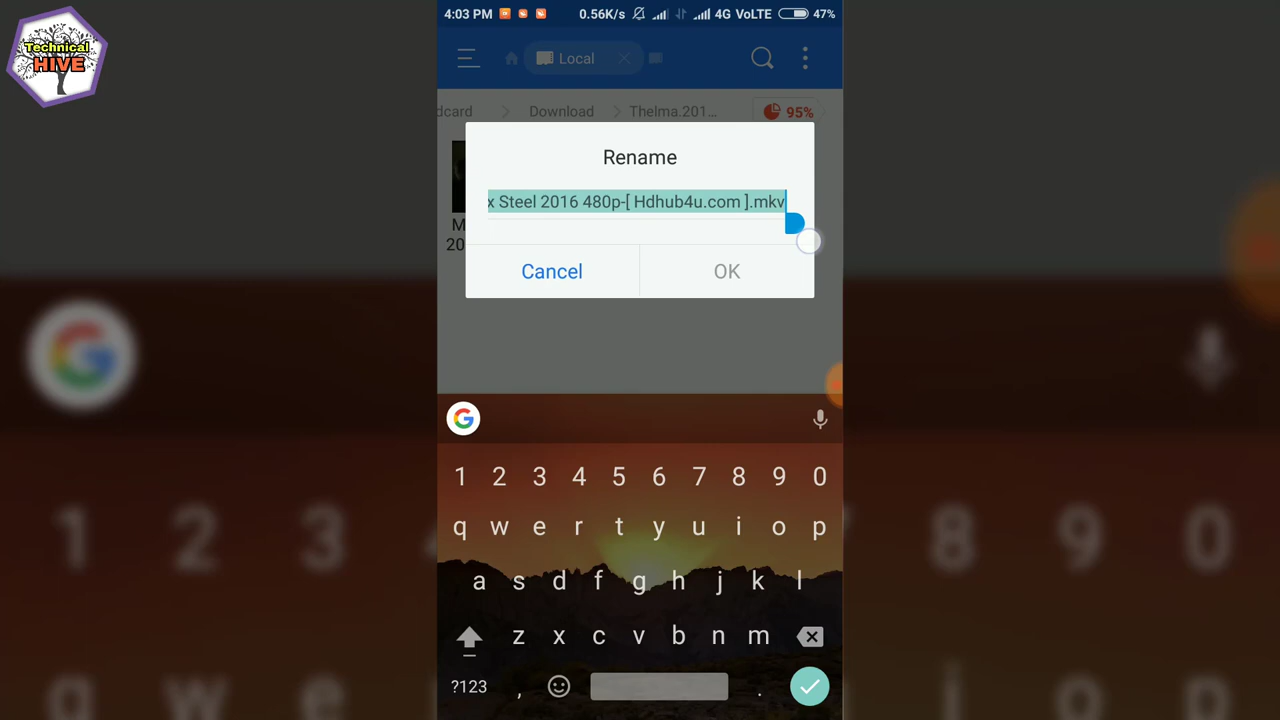 Technical
HIVE
4:03 PM 0.56K/s 4G VoLTE 47%
Local
dcard Download Thelma.201... 95%
Rename
x Steel 2016 480p-[ Hdhub4u.com ].mkv
M
20
Cancel OK
1 2 3 4 5 6 7 8 9 0
q w e r t y u i o p
a s d f g h j k l
z x c v b n m
?123 , .